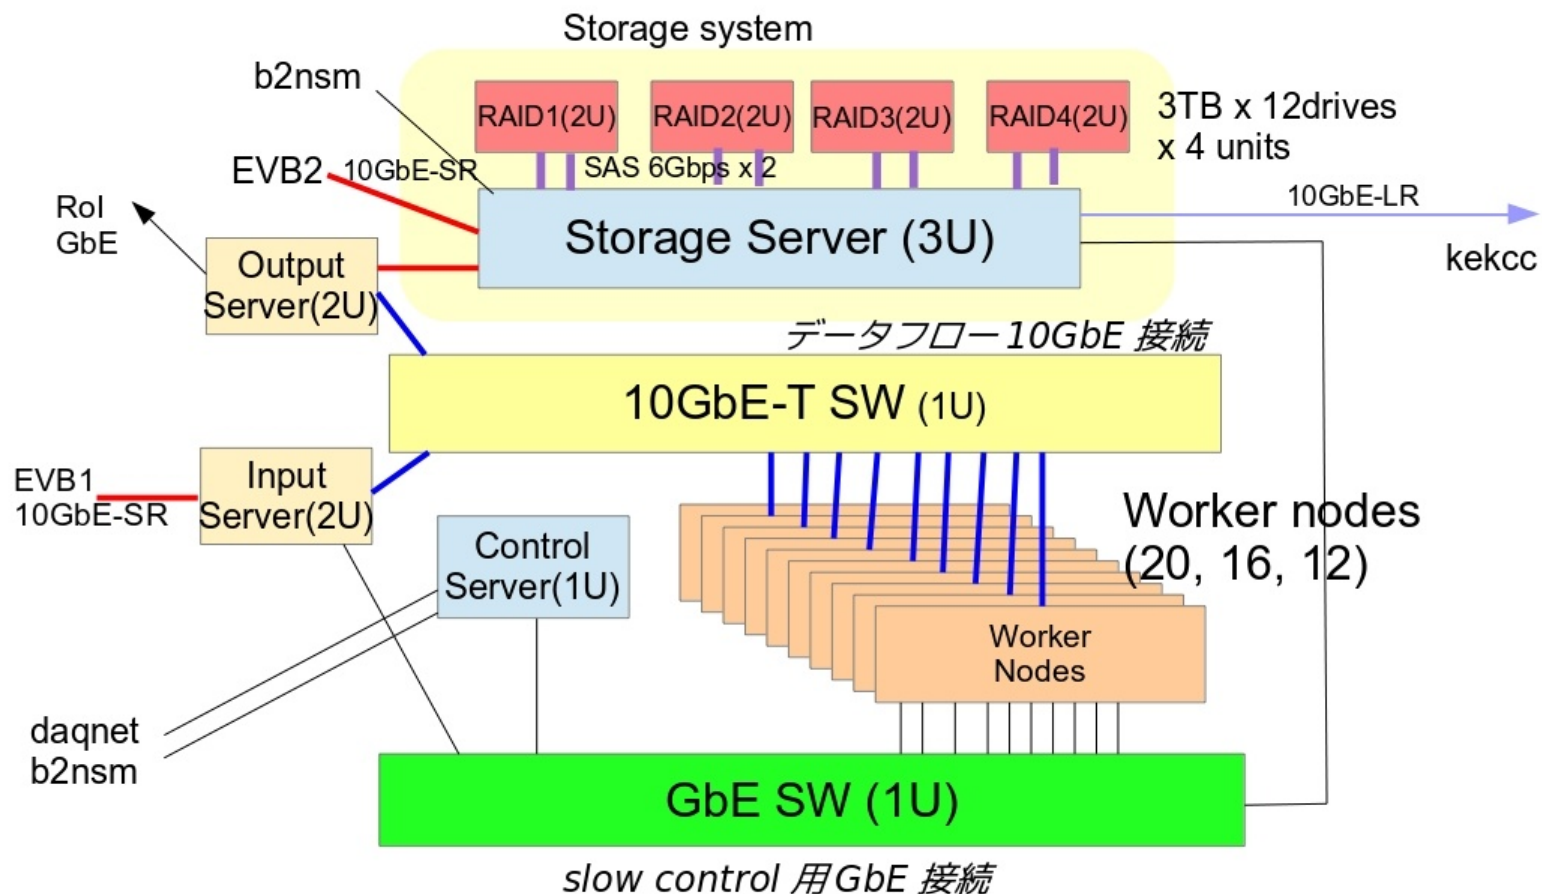 Storage system
b2nsm
RAID1(2U)
RAID2(2U)
RAID3(2U)
RAID4(2U)
3TB x 12drives
x 4 units
EVB2
10GbE-SR
SAS 6Gbps x 2
10GbE-LR
kekcc
RoI
GbE
Output
Server(2U)
Storage Server (3U)
データフロー10GbE 接続
10GbE-T SW (1U)
EVB1
10GbE-SR
Input
Server(2U)
Control
Server(1U)
Worker nodes
(20, 16, 12)
Worker
Nodes
daqnet
b2nsm
GbE SW (1U)
slow control 用GbE 接続